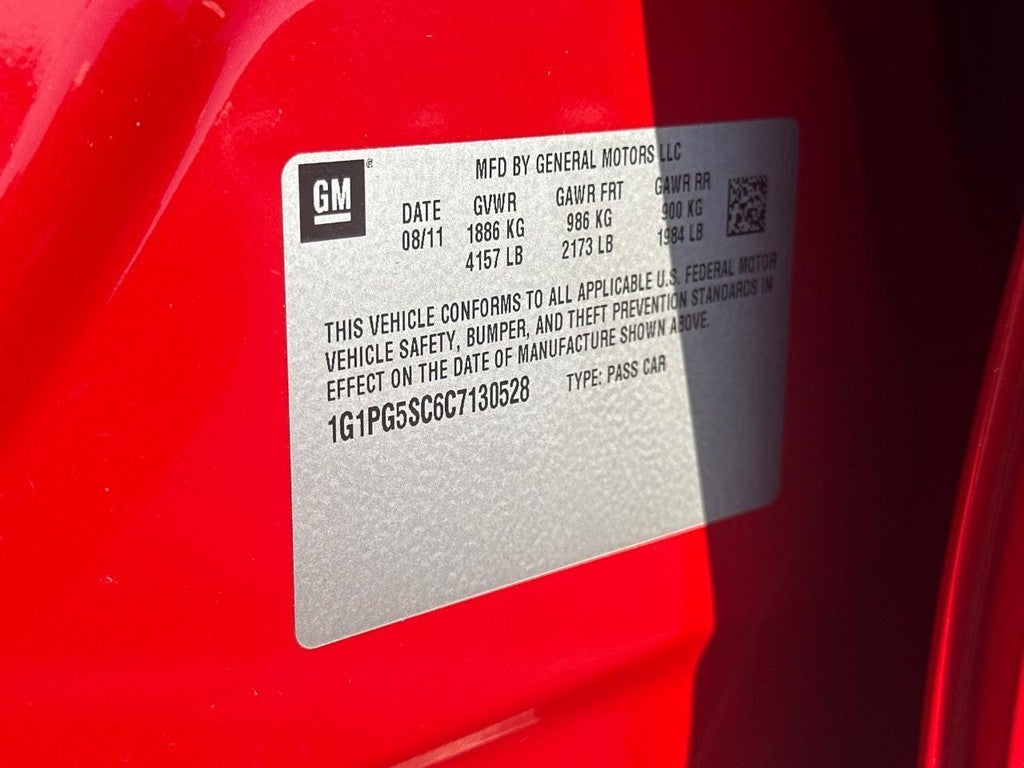 GM®
MFD BY GENERAL MOTORS LLC
DATE GVWR GAWR FRT GAWR RR
08/11 1886 KG 986 KG 900 KG
4157 LB 2173 LB 1984 LB
THIS VEHICLE CONFORMS TO ALL APPLICABLE U.S. FEDERAL MOTOR
VEHICLE SAFETY, BUMPER, AND THEFT PREVENTION STANDARDS IN
EFFECT ON THE DATE OF MANUFACTURE SHOWN ABOVE.
1G1PG5SC6C7130528 TYPE: PASS CAR